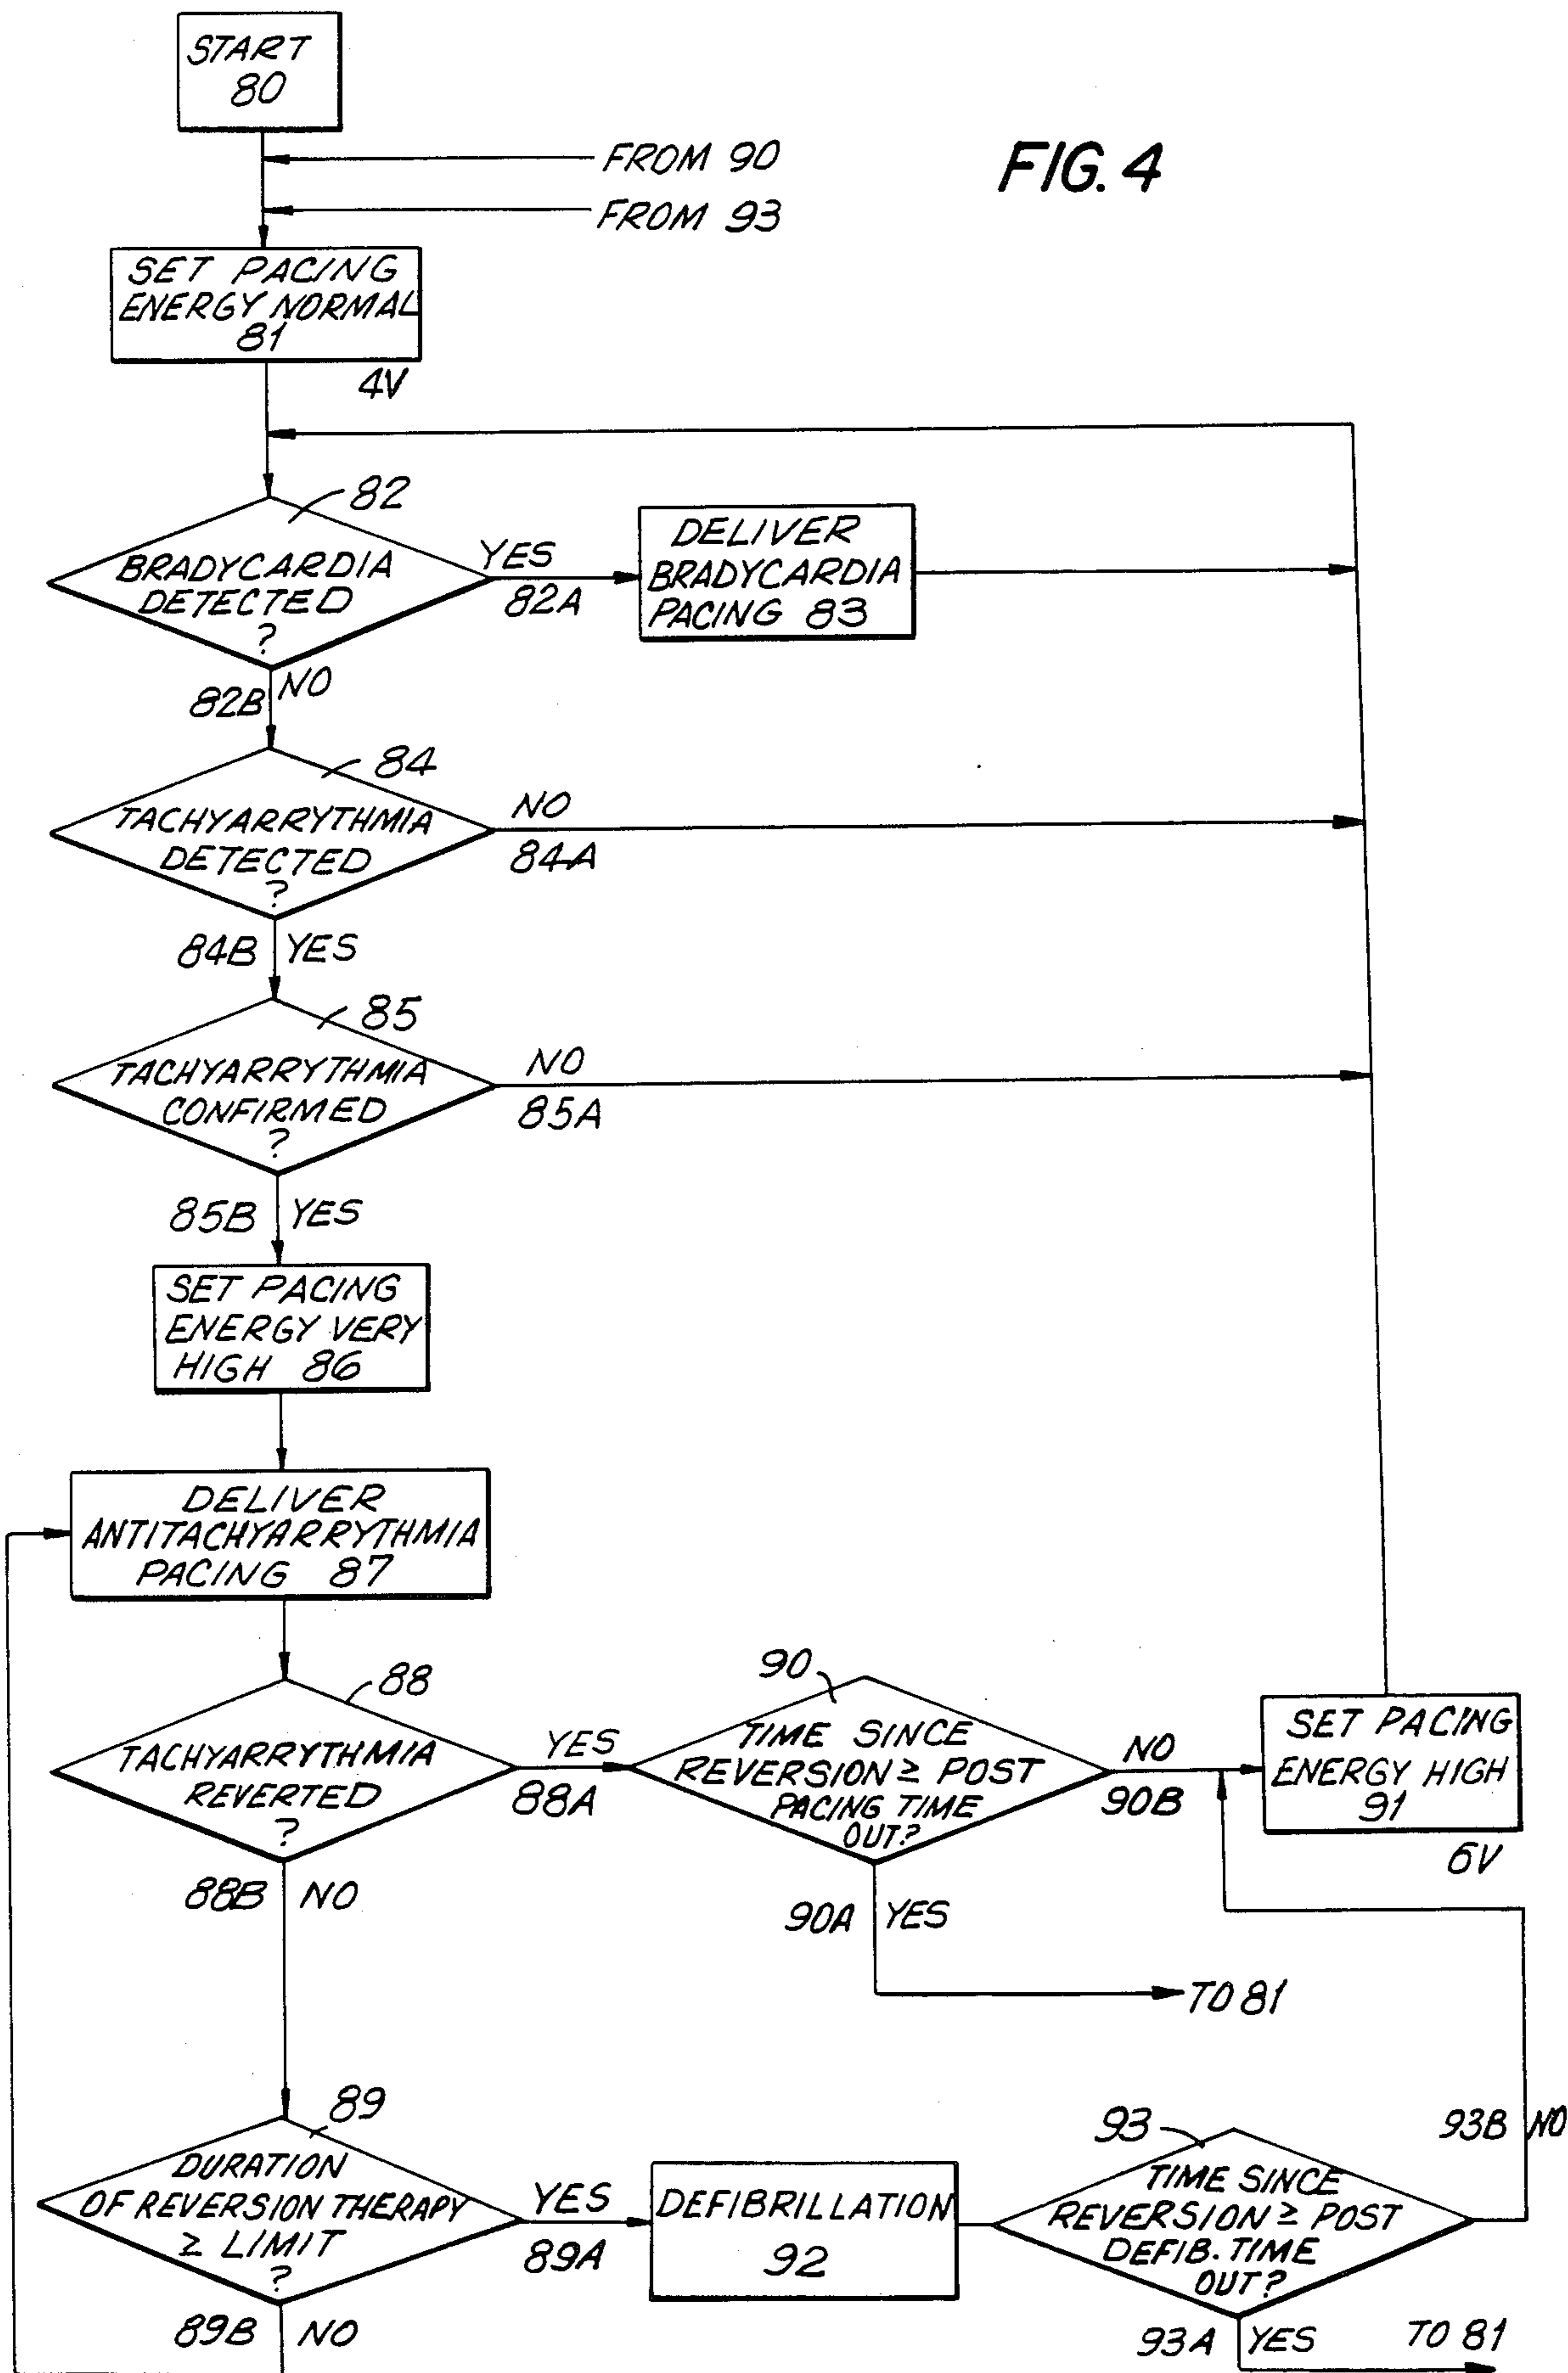 START
80
FROM 90
FIG. 4
FROM 93
SET PACING
ENERGY NORMAL
81
4V
82
BRADYCARDIA
DETECTED
?
YES
82A
DELIVER
BRADYCARDIA
PACING 83
82B NO
84
TACHYARRYTHMIA
DETECTED
?
NO
84A
84B YES
85
TACHYARRYTHMIA
CONFIRMED
?
NO
85A
85B YES
SET PACING
ENERGY VERY
HIGH 86
DELIVER
ANTITACHYARRYTHMIA
PACING 87
88
TACHYARRYTHMIA
REVERTED
?
YES
88A
90
TIME SINCE
REVERSION ≥ POST
PACING TIME
OUT?
NO
90B
SET PACING
ENERGY HIGH
91
6V
88B NO
90A YES
TO 81
89
DURATION
OF REVERSION THERAPY
≥ LIMIT
?
YES
89A
DEFIBRILLATION
92
93
TIME SINCE
REVERSION ≥ POST
DEFIB. TIME
OUT?
93B NO
89B NO
93A YES
TO 81